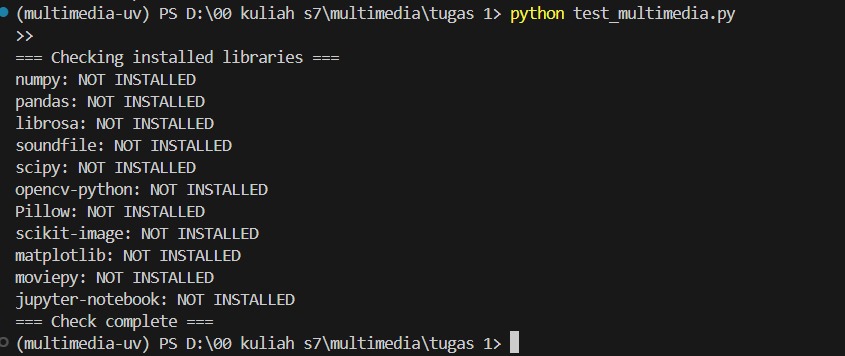 (multimedia-uv) PS D:\00 kuliah s7\multimedia\tugas 1> python test_multimedia.py
>>
=== Checking installed libraries ===
numpy: NOT INSTALLED
pandas: NOT INSTALLED
librosa: NOT INSTALLED
soundfile: NOT INSTALLED
scipy: NOT INSTALLED
opencv-python: NOT INSTALLED
Pillow: NOT INSTALLED
scikit-image: NOT INSTALLED
matplotlib: NOT INSTALLED
moviepy: NOT INSTALLED
jupyter-notebook: NOT INSTALLED
=== Check complete ===
(multimedia-uv) PS D:\00 kuliah s7\multimedia\tugas 1>